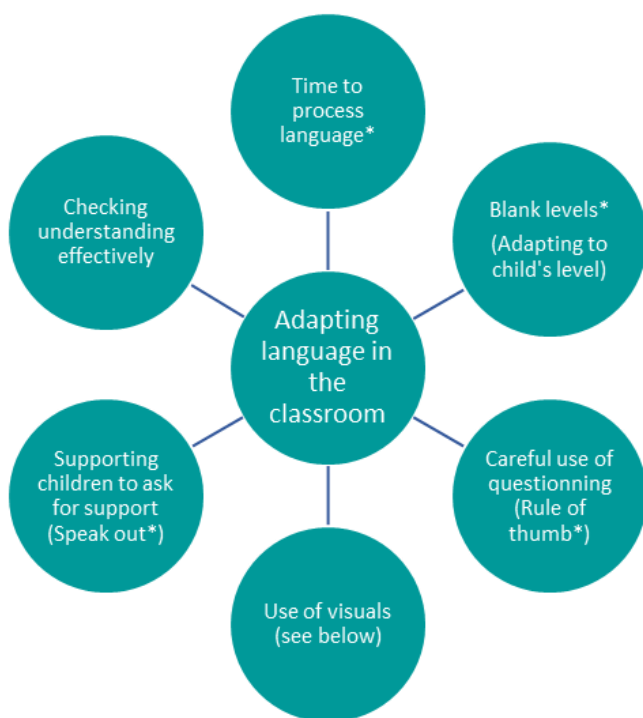 Time to
process
language*
Blank levels*
(Adapting to
child's level)
Careful use of
questionning
(Rule of
thumb*)
Use of visuals
(see below)
Supporting
children to ask
for support
(Speak out*)
Checking
understanding
effectively
Adapting
language in
the
classroom